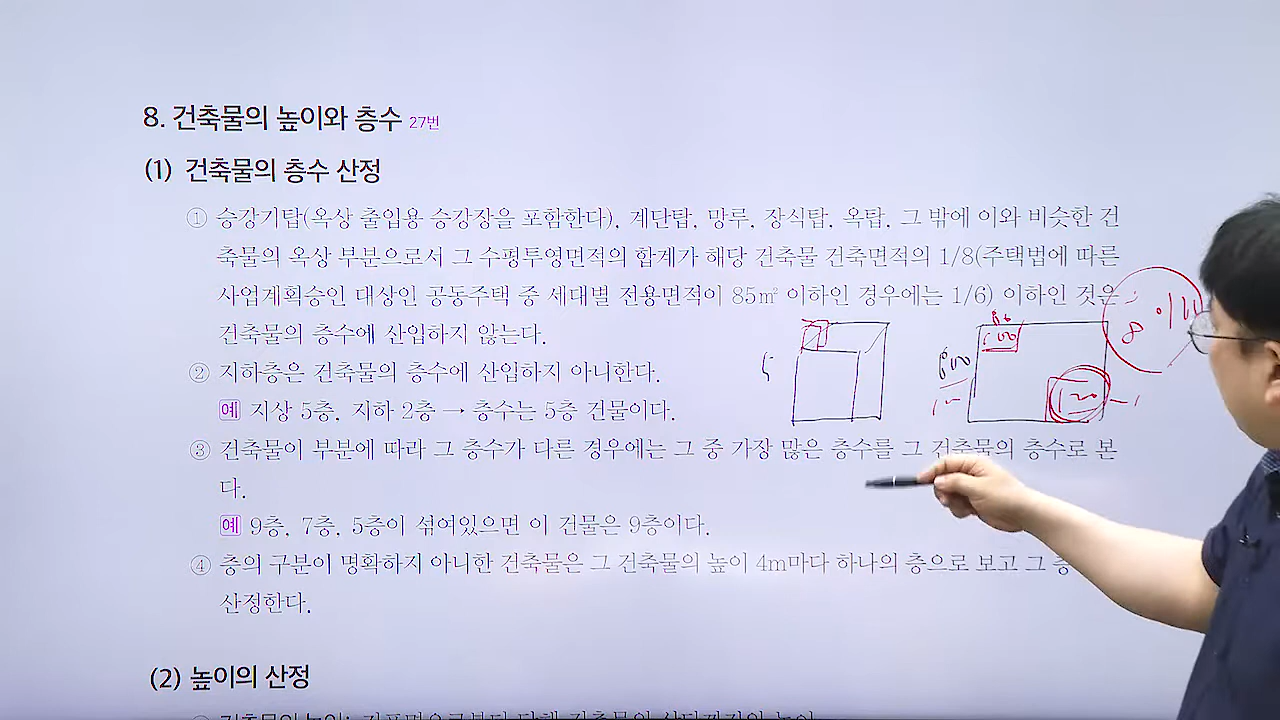 8. 건축물의 높이와 층수 27번
(1) 건축물의 층수 산정
① 승강기탑(옥상 출입용 승강장을 포함한다), 계단탑, 망루, 장식탑, 옥탑, 그 밖에 이와 비슷한 건
축물의 옥상 부분으로서 그 수평투영면적의 합계가 해당 건축물 건축면적의 1/8(주택법에 따른
사업계획승인 대상인 공동주택 중 세대별 전용면적이 85㎡ 이하인 경우에는 1/6) 이하인 것은
건축물의 층수에 산입하지 않는다.
② 지하층은 건축물의 층수에 산입하지 아니한다.
예 지상 5층, 지하 2층 → 층수는 5층 건물이다.
③ 건축물이 부분에 따라 그 층수가 다른 경우에는 그 중 가장 많은 층수를 그 건축물의 층수로 본
다.
예 9층, 7층, 5층이 섞여있으면 이 건물은 9층이다.
④ 층의 구분이 명확하지 아니한 건축물은 그 건축물의 높이 4m마다 하나의 층으로 보고 그 층
산정한다.
(2) 높이의 산정
5
800
100
120
8